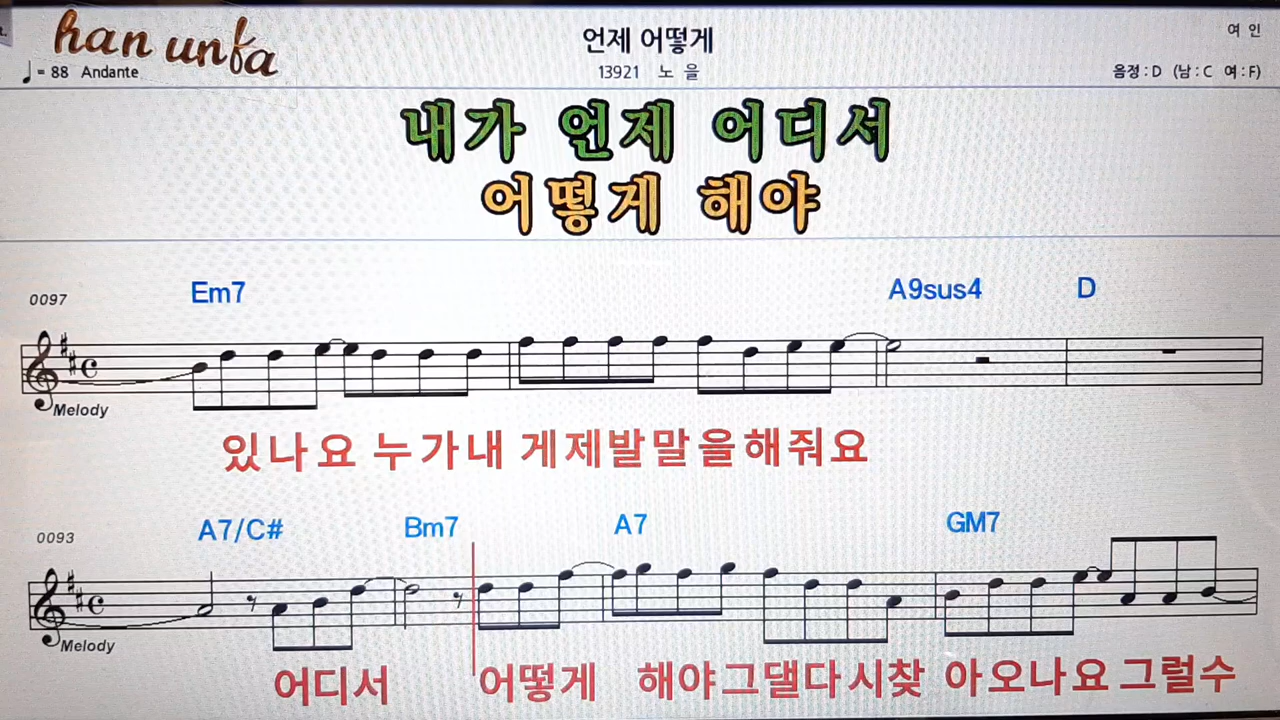 han unfa
언제 어떻게
여 인
♩ = 88 Andante
13921 노 을
음정 : D (남 : C 여 : F)
내가 언제 어디서
어떻게 해야
0097 Em7 A9sus4 D
Melody
있나요 누가내 게제발말을해줘요
0093 A7/C# Bm7 A7 GM7
Melody
어디서 어떻게 해야그댈다시찾 아오나요그럴수